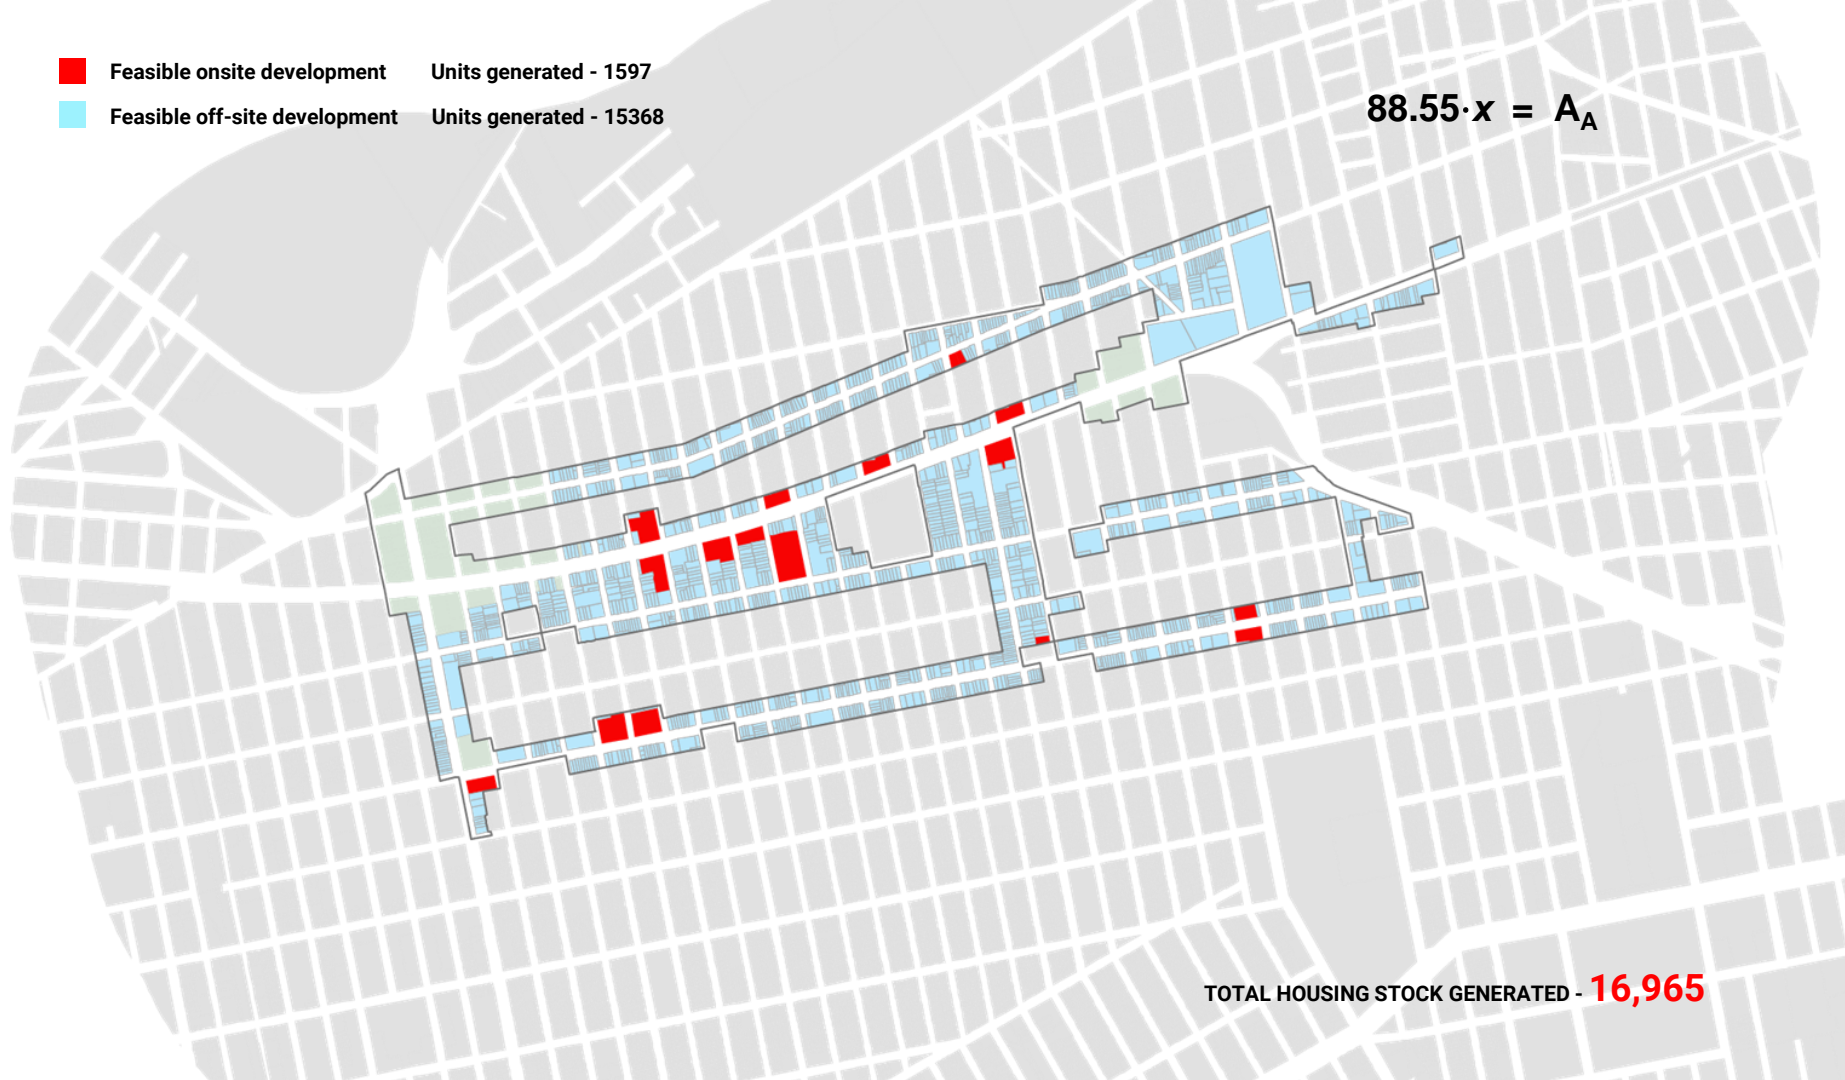 Feasible onsite development Units generated - 1597
Feasible off-site development Units generated - 15368
88.55·x = A_A
TOTAL HOUSING STOCK GENERATED - 16,965